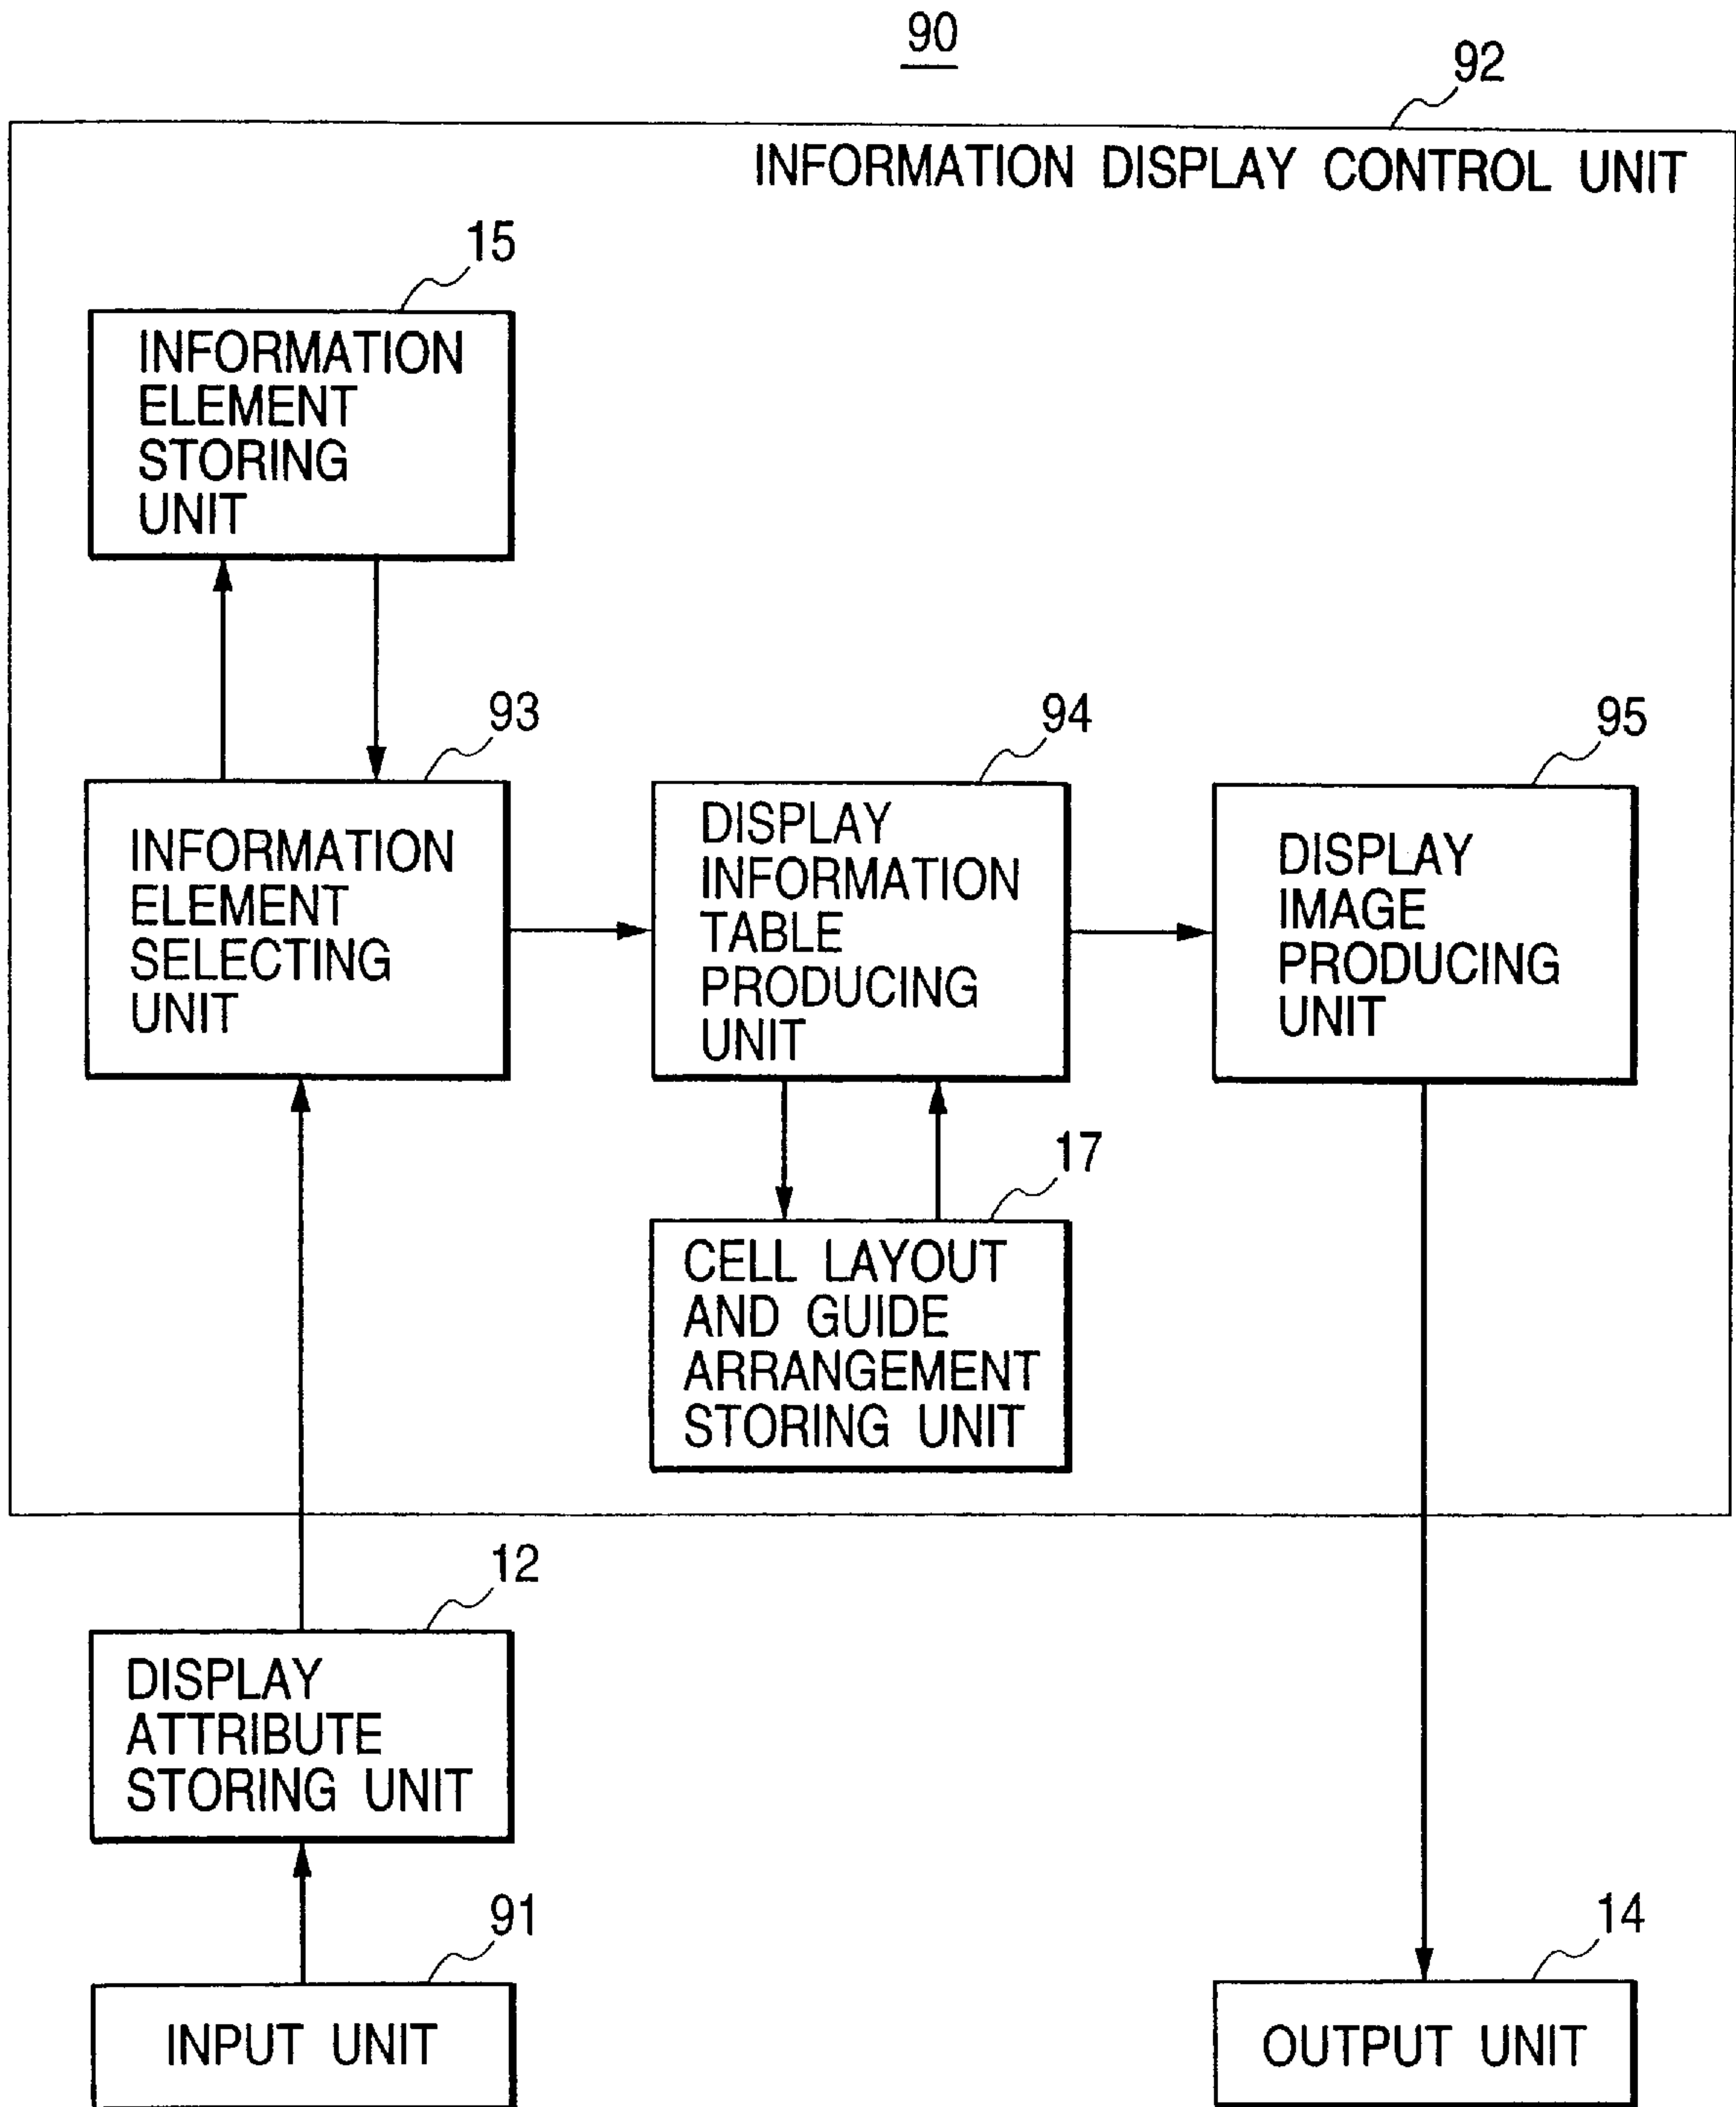 90
92
INFORMATION DISPLAY CONTROL UNIT
15
INFORMATION
ELEMENT
STORING
UNIT
93
INFORMATION
ELEMENT
SELECTING
UNIT
94
DISPLAY
INFORMATION
TABLE
PRODUCING
UNIT
95
DISPLAY
IMAGE
PRODUCING
UNIT
17
CELL LAYOUT
AND GUIDE
ARRANGEMENT
STORING UNIT
12
DISPLAY
ATTRIBUTE
STORING UNIT
91
INPUT UNIT
14
OUTPUT UNIT